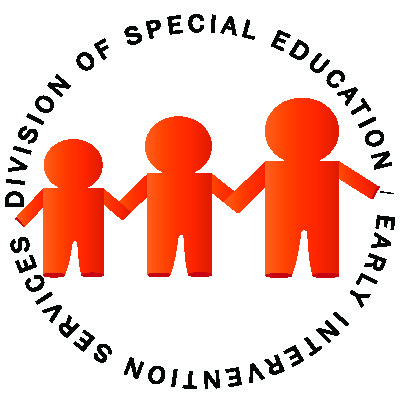 DIVISION OF SPECIAL EDUCATION / EARLY INTERVENTION SERVICES